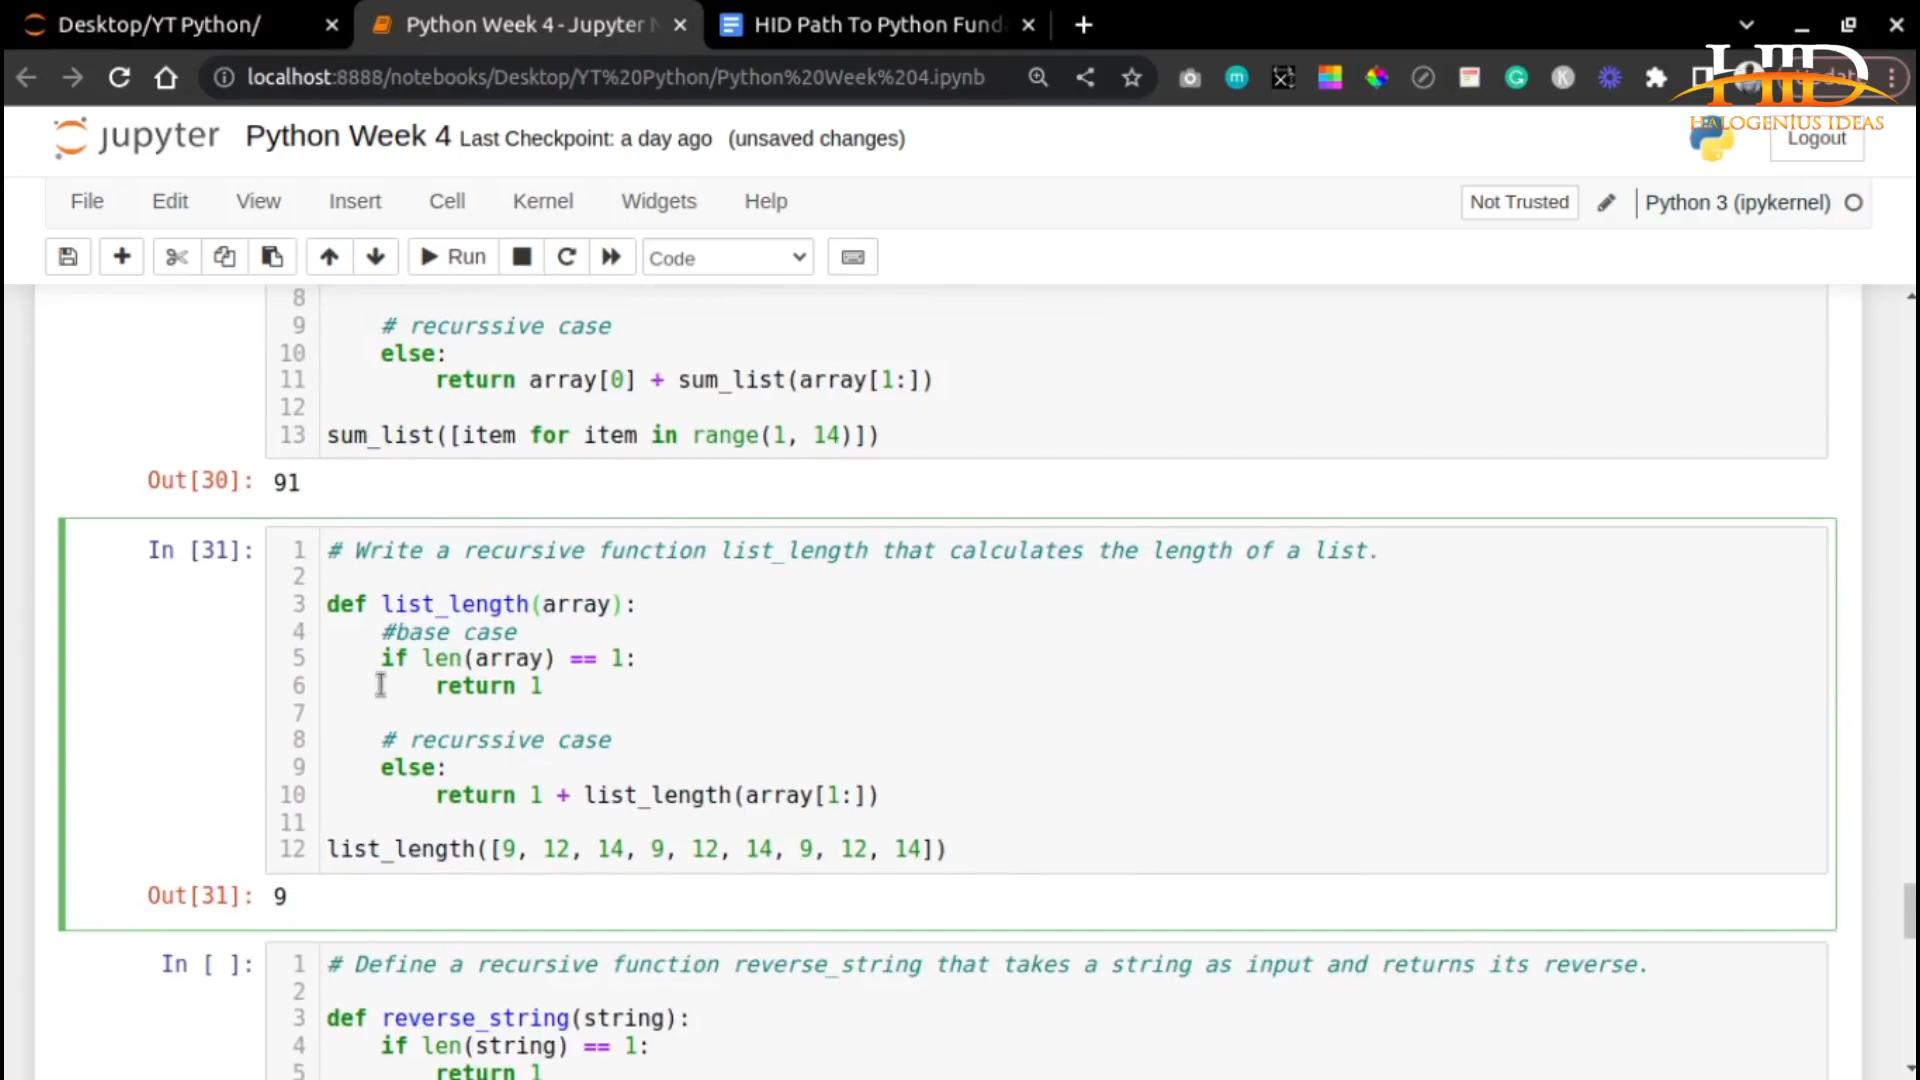 Desktop/YT Python/
Python Week 4 - Jupyter N
HID Path To Python Fund
localhost:8888/notebooks/Desktop/YT%20Python/Python%20Week%204.ipynb
HID
HALOGENIUS IDEAS
jupyter
Python Week 4 Last Checkpoint: a day ago (unsaved changes)
Logout
File Edit View Insert Cell Kernel Widgets Help
Not Trusted
Python 3 (ipykernel)
Run
Code
8
9 # recurssive case
10 else:
11 return array[0] + sum_list(array[1:])
12
13 sum_list([item for item in range(1, 14)])
Out[30]: 91
In [31]:
1 # Write a recursive function list_length that calculates the length of a list.
2
3 def list_length(array):
4 #base case
5 if len(array) == 1:
6 return 1
7
8 # recurssive case
9 else:
10 return 1 + list_length(array[1:])
11
12 list_length([9, 12, 14, 9, 12, 14, 9, 12, 14])
Out[31]: 9
In [ ]:
1 # Define a recursive function reverse_string that takes a string as input and returns its reverse.
2
3 def reverse_string(string):
4 if len(string) == 1:
5 return 1